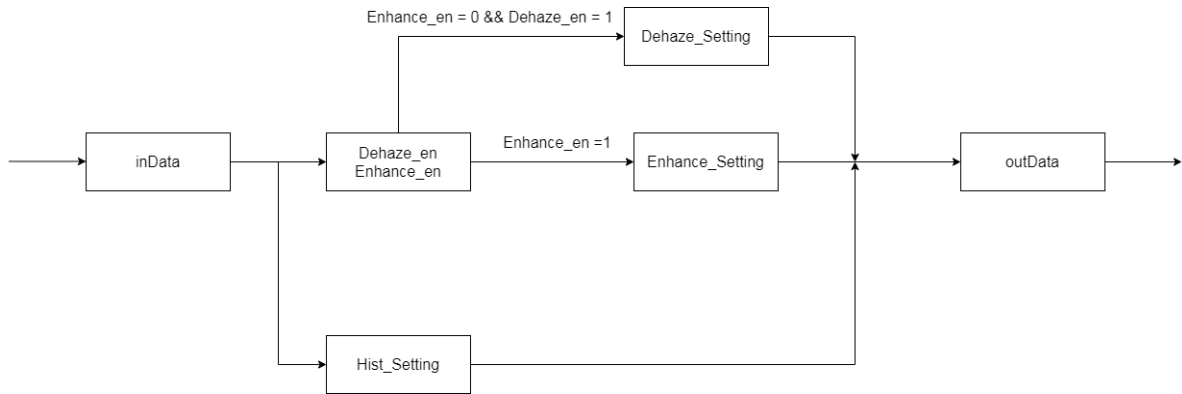 Enhance_en = 0 && Dehaze_en = 1
Dehaze_Setting
inData
Dehaze_en
Enhance_en
Enhance_en =1
Enhance_Setting
outData
Hist_Setting